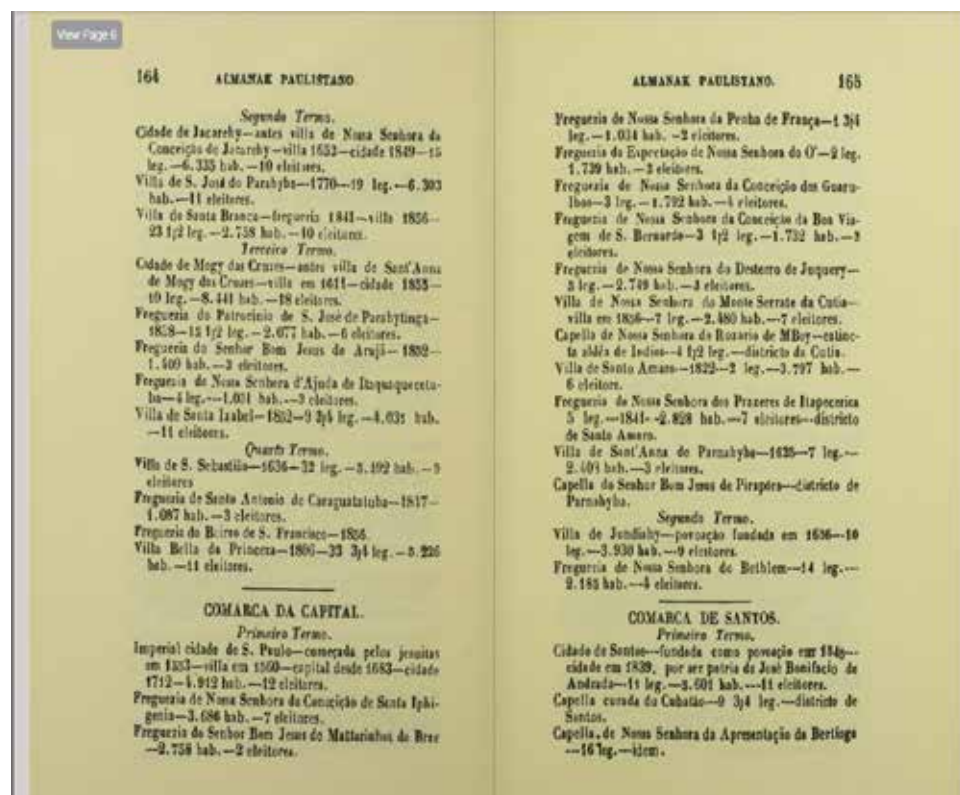 View Page 6
164 ALMANAK PAULISTANO
Segundo Termo.
Cidade de Jacarehy—antes villa de Nossa Senhora da
Conceição de Jacarehy—villa 1653—cidade 1849—15
leg.—6.335 hab.—10 eleitores.
Villa de S. José do Parahyba—1770—19 leg.—6.303
hab.—11 eleitores.
Villa de Santa Branca—freguezia 1841—villa 1856—
23 1/2 leg.—2.758 hab.—10 eleitores.
Terceiro Termo.
Cidade de Mogy das Cruzes—antes villa de Sant'Anna
de Mogy das Cruzes—villa em 1611—cidade 1855—
10 leg.—8.441 hab.—18 eleitores.
Freguezia do Patrocinio de S. José de Parahytinga—
1838—15 1/2 leg.—2.077 hab.—6 eleitores.
Freguezia do Senhor Bom Jesus de Arujá—1852—
1.409 hab.—3 eleitores.
Freguezia de Nossa Senhora d'Ajuda de Itaquaquecetu-
ba—4 leg.—1.031 hab.—3 eleitores.
Villa de Santa Izabel—1832—9 3/4 leg.—4.031 hab.
—11 eleitores.
Quarto Termo.
Villa de S. Sebastião—1636—32 leg.—3.192 hab.—9
eleitores
Freguezia de Santo Antonio de Caraguatatuba—1847—
1.087 hab.—3 eleitores.
Freguezia do Bairro de S. Francisco—1856.
Villa Bella da Princeza—1806—33 3/4 leg.—5.226
hab.—11 eleitores.
COMARCA DA CAPITAL.
Primeiro Termo.
Imperial cidade de S. Paulo—começada pelos jesuitas
em 1553—villa em 1560—capital desde 1683—cidade
1712—4.912 hab.—12 eleitores.
Freguezia de Nossa Senhora da Conceição de Santa Iphi-
genia—3.686 hab.—7 eleitores.
Freguezia do Senhor Bom Jesus do Mattozinhos do Braz
—2.758 hab.—2 eleitores.
ALMANAK PAULISTANO. 165
Freguezia de Nossa Senhora da Penha de França—1 3/4
leg.—1.034 hab.—2 eleitores.
Freguezia da Expectação de Nossa Senhora do O'—2 leg.
1.739 hab.—3 eleitores.
Freguezia de Nossa Senhora da Conceição dos Guaru-
lhos—3 leg.—1.792 hab.—4 eleitores.
Freguezia de Nossa Senhora da Conceição da Boa Via-
gem de S. Bernardo—3 1/2 leg.—1.732 hab.—3
eleitores.
Freguezia de Nossa Senhora do Desterro de Juquery—
5 leg.—2.749 hab.—3 eleitores.
Villa de Nossa Senhora do Monte Serrate da Cutia—
villa em 1856—7 leg.—2.480 hab.—7 eleitores.
Capella de Nossa Senhora do Rozario de MBoy—extinc-
ta aldêa de Indios—4 1/2 leg.—districto da Cutia.
Villa de Santo Amaro—1832—2 leg.—3.797 hab.—
6 eleitores.
Freguezia de Nossa Senhora dos Prazeres de Itapecerica
5 leg.—1841—2.828 hab.—7 eleitores—districto
de Santo Amaro.
Villa de Sant'Anna do Parnahyba—1625—7 leg.—
2.403 hab.—3 eleitores.
Capella do Senhor Bom Jesus de Pirapóra—districto de
Parnahyba.
Segundo Termo.
Villa de Jundiahy—povoação fundada em 1656—10
leg.—3.930 hab.—9 eleitores.
Freguezia de Nossa Senhora do Bethlem—14 leg.—
2.185 hab.—4 eleitores.
COMARCA DE SANTOS.
Primeiro Termo.
Cidade de Santos—fundada como povoação em 1545—
cidade em 1839, por ser patria de José Bonifacio de
Andrada—11 leg.—5.601 hab.—11 eleitores.
Capella curada do Cubatão—9 3/4 leg.—districto de
Santos.
Capella de Nossa Senhora da Apresentação da Bertioga
—16 leg.—idem.